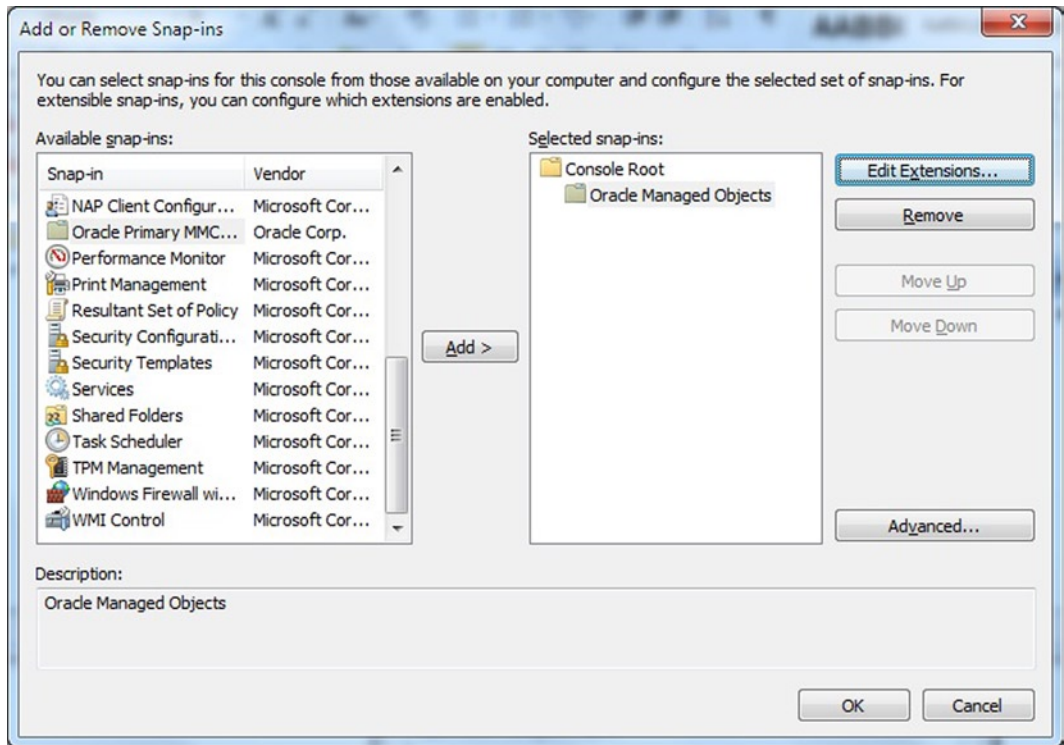 Add or Remove Snap-ins
You can select snap-ins for this console from those available on your computer and configure the selected set of snap-ins. For
extensible snap-ins, you can configure which extensions are enabled.
Available snap-ins:
Selected snap-ins:
Snap-in Vendor
NAP Client Configur... Microsoft Cor...
Oracle Primary MMC... Oracle Corp.
Performance Monitor Microsoft Cor...
Print Management Microsoft Cor...
Resultant Set of Policy Microsoft Cor...
Security Configurati... Microsoft Cor...
Security Templates Microsoft Cor...
Services Microsoft Cor...
Shared Folders Microsoft Cor...
Task Scheduler Microsoft Cor...
TPM Management Microsoft Cor...
Windows Firewall wi... Microsoft Cor...
WMI Control Microsoft Cor...
Add >
Console Root
Oracle Managed Objects
Edit Extensions...
Remove
Move Up
Move Down
Advanced...
Description:
Oracle Managed Objects
OK Cancel